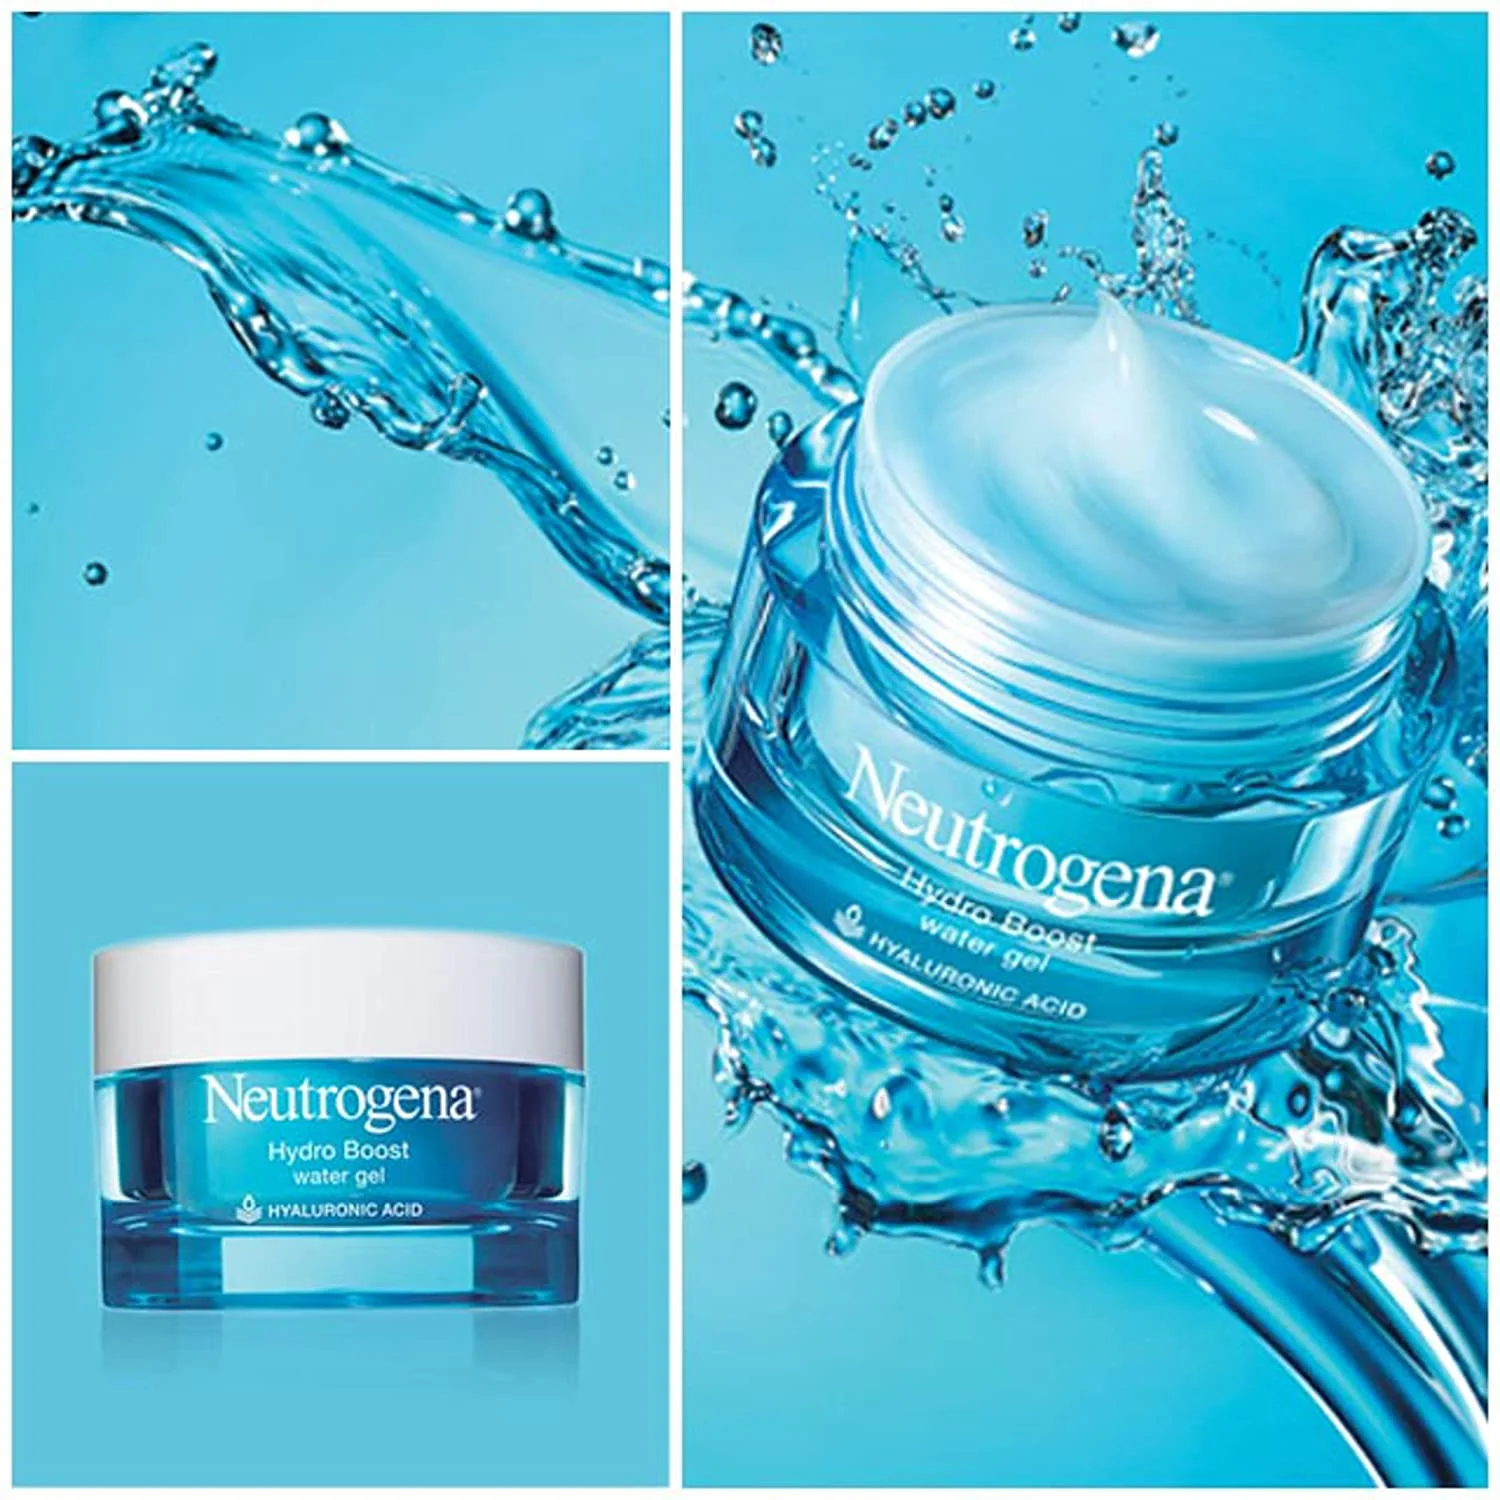 Neutrogena®
Hydro Boost
water gel
HYALURONIC ACID
Neutrogena®
Hydro Boost
water gel
HYALURONIC ACID